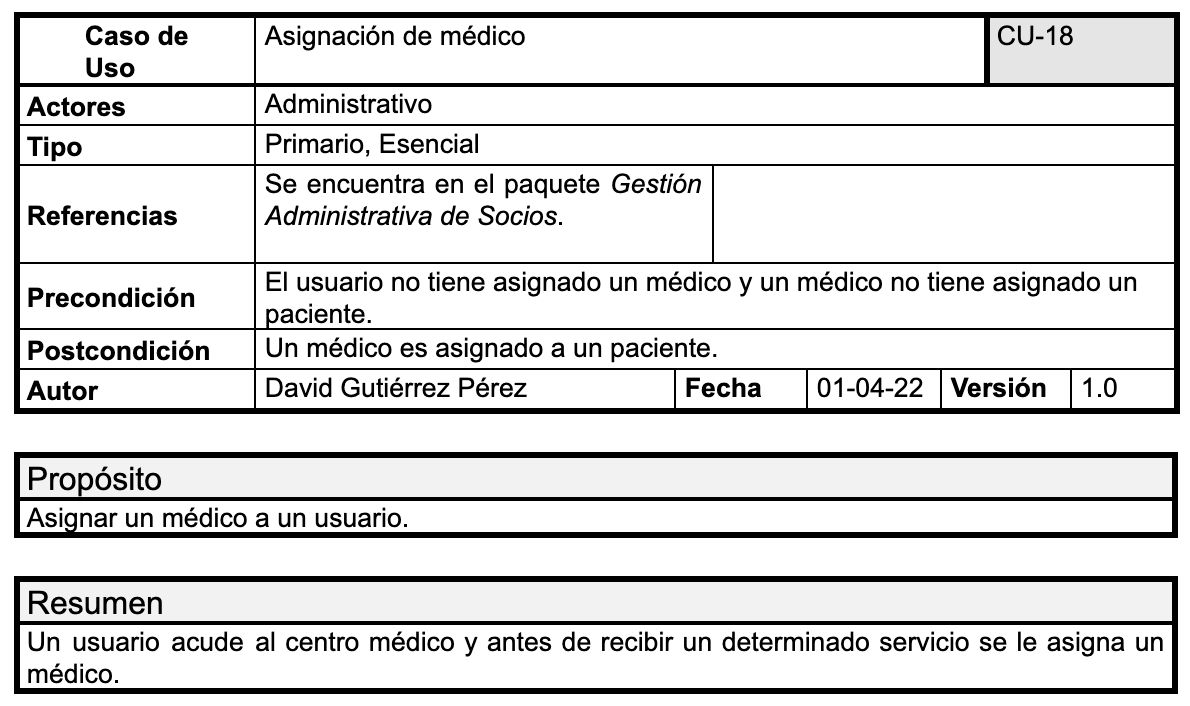 Caso de
Uso
Asignación de médico
CU-18
Actores
Administrativo
Tipo
Primario, Esencial
Referencias
Se encuentra en el paquete Gestión
Administrativa de Socios.
Precondición
El usuario no tiene asignado un médico y un médico no tiene asignado un
paciente.
Postcondición
Un médico es asignado a un paciente.
Autor
David Gutiérrez Pérez
Fecha
01-04-22
Versión
1.0
Propósito
Asignar un médico a un usuario.
Resumen
Un usuario acude al centro médico y antes de recibir un determinado servicio se le asigna un
médico.